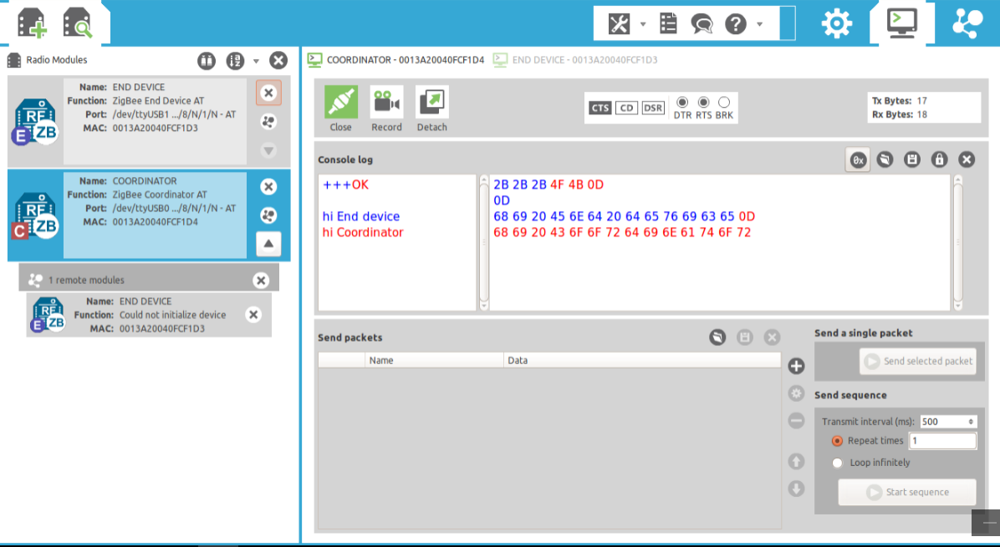 Radio Modules
Name: END DEVICE
Function: ZigBee End Device AT
Port: /dev/ttyUSB1 .../8/N/1/N - AT
MAC: 0013A20040FCF1D3
RF
E ZB
Name: COORDINATOR
Function: ZigBee Coordinator AT
Port: /dev/ttyUSB0 .../8/N/1/N - AT
MAC: 0013A20040FCF1D4
RF
C ZB
1 remote modules
Name: END DEVICE
Function: Could not initialize device
MAC: 0013A20040FCF1D3
RF
E ZB
COORDINATOR - 0013A20040FCF1D4 END DEVICE - 0013A20040FCF1D3
Close Record Detach
CTS CD DSR
DTR RTS BRK
Tx Bytes: 17
Rx Bytes: 18
Console log
0x
+++OK
hi End device
hi Coordinator
2B 2B 2B 4F 4B 0D
0D
68 69 20 45 6E 64 20 64 65 76 69 63 65 0D
68 69 20 43 6F 6F 72 64 69 6E 61 74 6F 72
Send packets
Name Data
Send a single packet
Send selected packet
Send sequence
Transmit interval (ms): 500
Repeat times 1
Loop infinitely
Start sequence